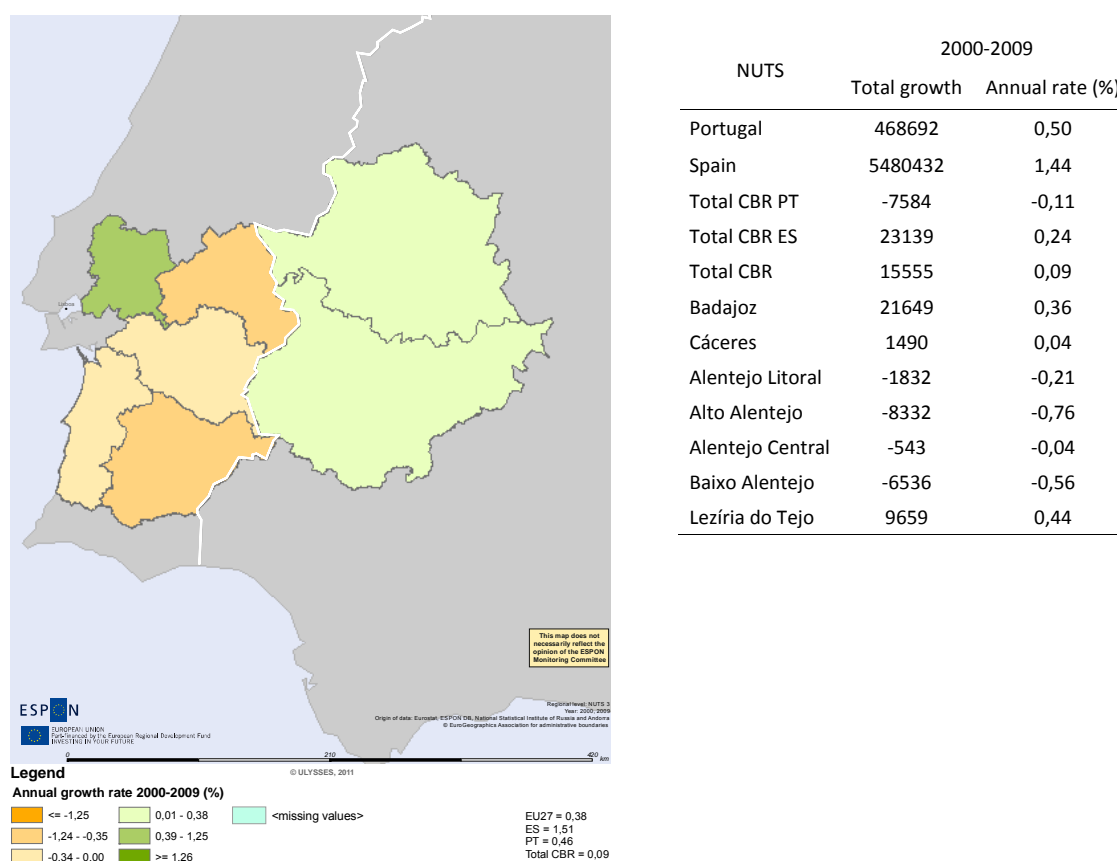 Lisboa
This map does not
necessarily reflect the
opinion of the ESPON
Monitoring Committee
ESPON
EUROPEAN UNION
Part-financed by the European Regional Development Fund
INVESTING IN YOUR FUTURE
Regional level: NUTS 3
Year: 2000, 2009
Origin of data: Eurostat, ESPON DB, National Statistical Institute of Russia and Andorra
© EuroGeographics Association for administrative boundaries
0 210 420 km
© ULYSSES, 2011
Legend
Annual growth rate 2000-2009 (%)
<= -1,25
-1,24 - -0,35
-0,34 - 0,00
0,01 - 0,38
0,39 - 1,25
>= 1,26
<missing values>
EU27 = 0,38
ES = 1,51
PT = 0,46
Total CBR = 0,09
NUTS 2000-2009
Total growth Annual rate (%)
Portugal 468692 0,50
Spain 5480432 1,44
Total CBR PT -7584 -0,11
Total CBR ES 23139 0,24
Total CBR 15555 0,09
Badajoz 21649 0,36
Cáceres 1490 0,04
Alentejo Litoral -1832 -0,21
Alto Alentejo -8332 -0,76
Alentejo Central -543 -0,04
Baixo Alentejo -6536 -0,56
Lezíria do Tejo 9659 0,44